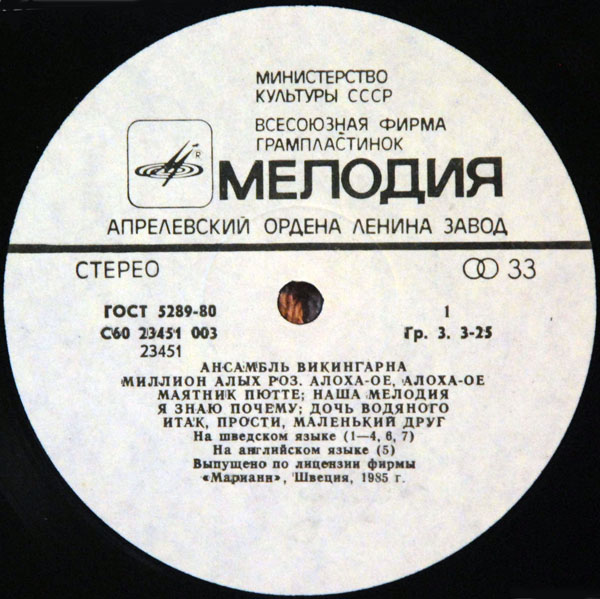 МИНИСТЕРСТВО
КУЛЬТУРЫ СССР
ВСЕСОЮЗНАЯ ФИРМА
ГРАМПЛАСТИНОК
R
МЕЛОДИЯ
АПРЕЛЕВСКИЙ ОРДЕНА ЛЕНИНА ЗАВОД
СТЕРЕО 33
ГОСТ 5289-80 1
С60 23451 003 Гр. 3. 3-25
23451
АНСАМБЛЬ ВИКИНГАРНА
МИЛЛИОН АЛЫХ РОЗ. АЛОХА-ОЕ, АЛОХА-ОЕ
МАЯТНИК ПЮТТЕ; НАША МЕЛОДИЯ
Я ЗНАЮ ПОЧЕМУ; ДОЧЬ ВОДЯНОГО
ИТАК, ПРОСТИ, МАЛЕНЬКИЙ ДРУГ
На шведском языке (1—4, 6, 7)
На английском языке (5)
Выпущено по лицензии фирмы
«Марианн», Швеция, 1985 г.